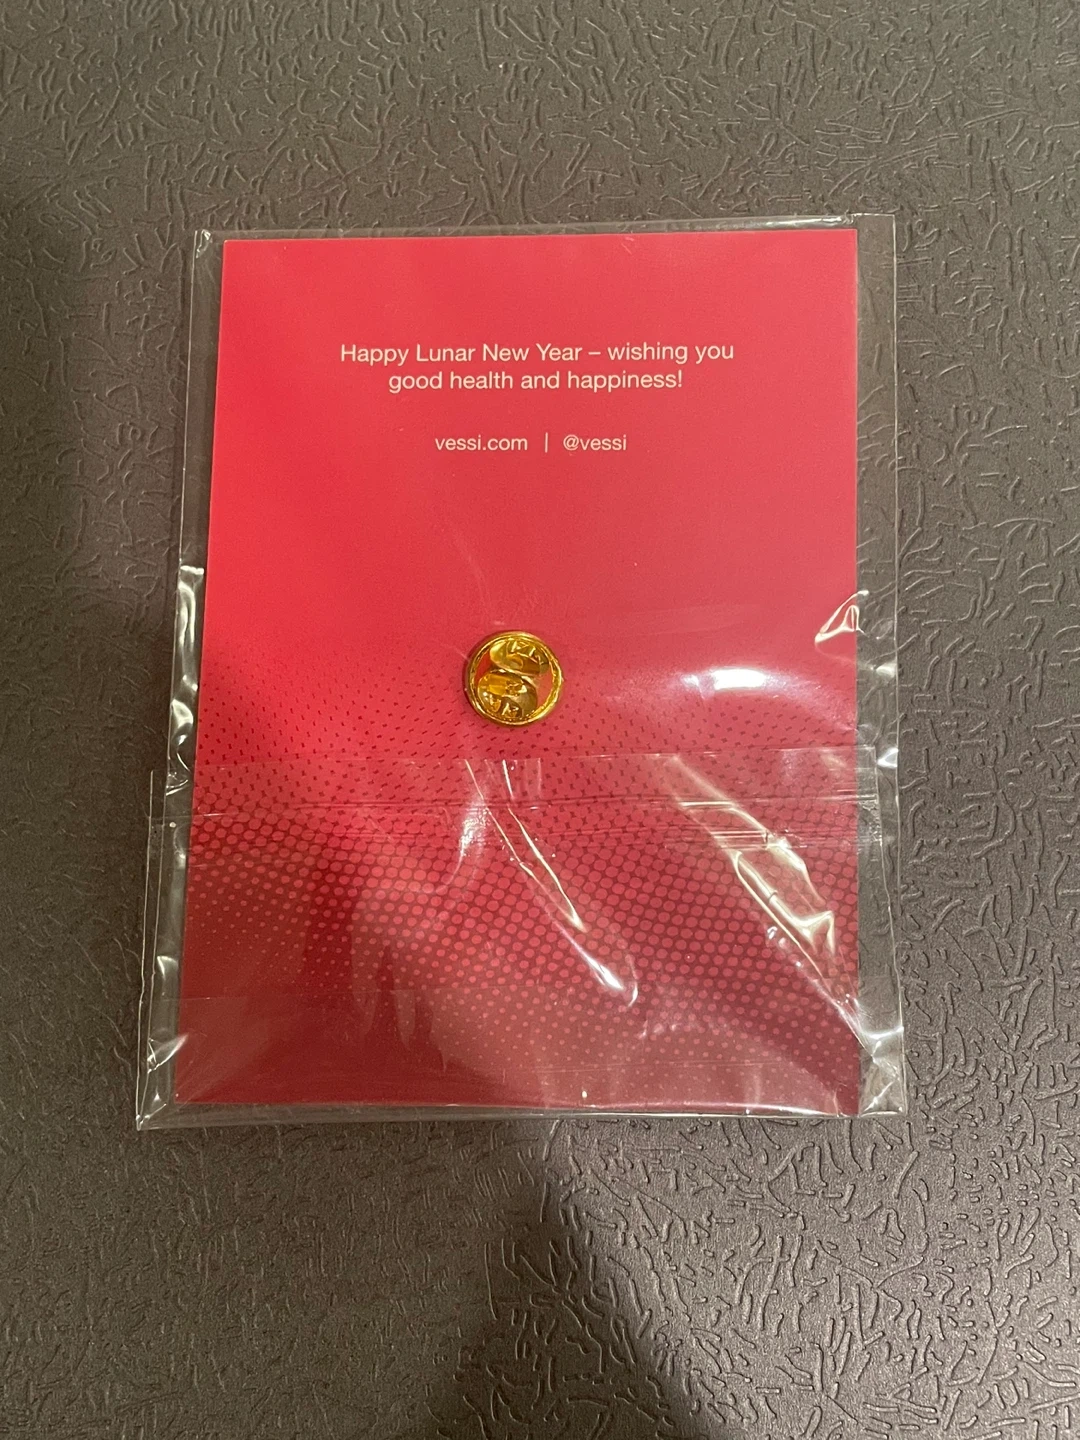 Happy Lunar New Year – wishing you
good health and happiness!
vessi.com | @vessi